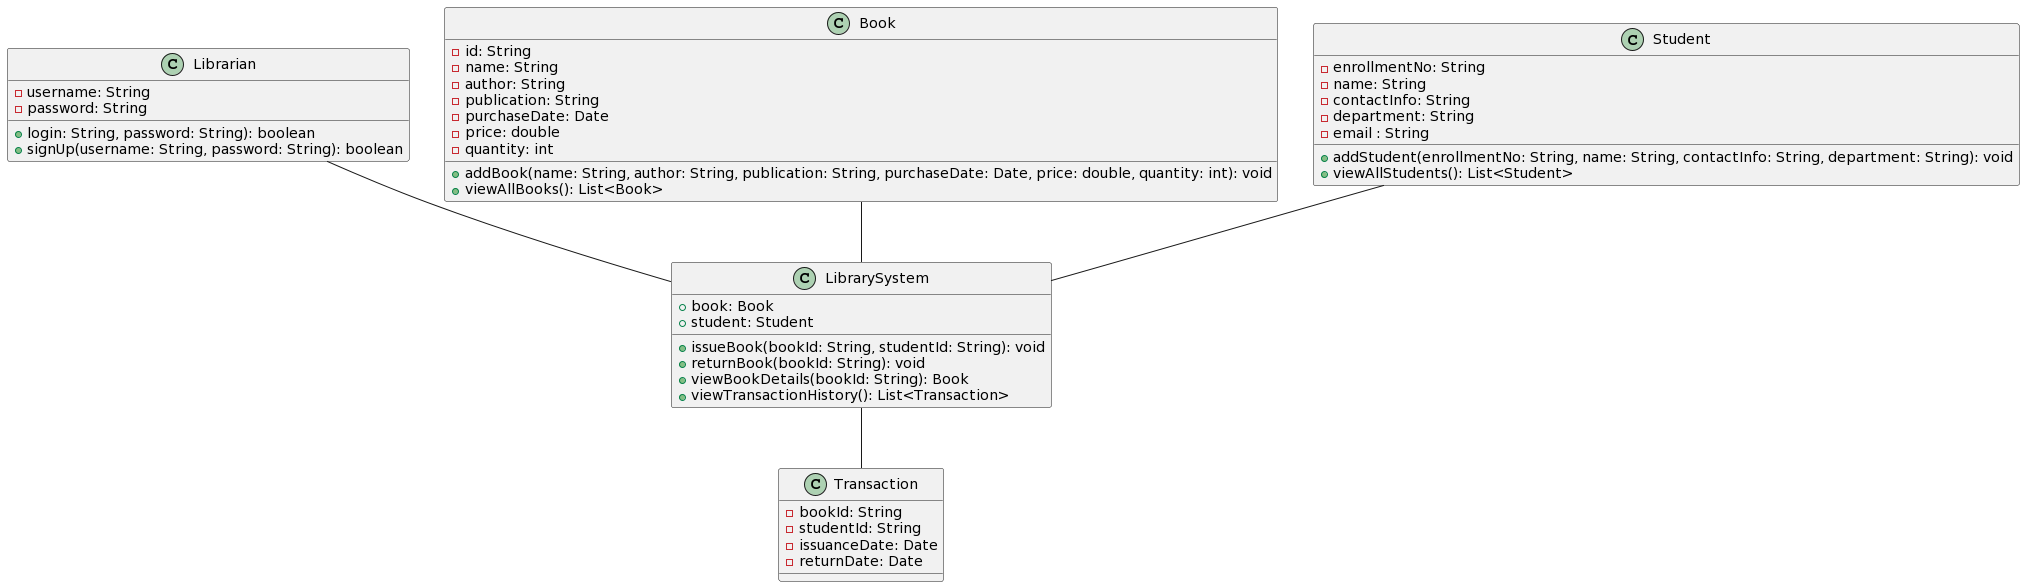 C Librarian
username: String
password: String
login: String, password: String): boolean
signUp(username: String, password: String): boolean
C Book
id: String
name: String
author: String
publication: String
purchaseDate: Date
price: double
quantity: int
addBook(name: String, author: String, publication: String, purchaseDate: Date, price: double, quantity: int): void
viewAllBooks(): List<Book>
C Student
enrollmentNo: String
name: String
contactInfo: String
department: String
email : String
addStudent(enrollmentNo: String, name: String, contactInfo: String, department: String): void
viewAllStudents(): List<Student>
C LibrarySystem
book: Book
student: Student
issueBook(bookId: String, studentId: String): void
returnBook(bookId: String): void
viewBookDetails(bookId: String): Book
viewTransactionHistory(): List<Transaction>
C Transaction
bookId: String
studentId: String
issuanceDate: Date
returnDate: Date